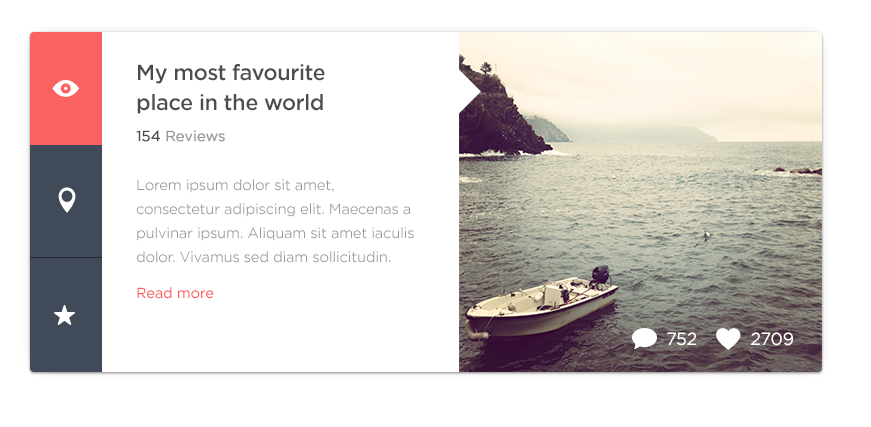 My most favourite
place in the world
154 Reviews
Lorem ipsum dolor sit amet,
consectetur adipiscing elit. Maecenas a
pulvinar ipsum. Aliquam sit amet iaculis
dolor. Vivamus sed diam sollicitudin.
Read more
752 2709